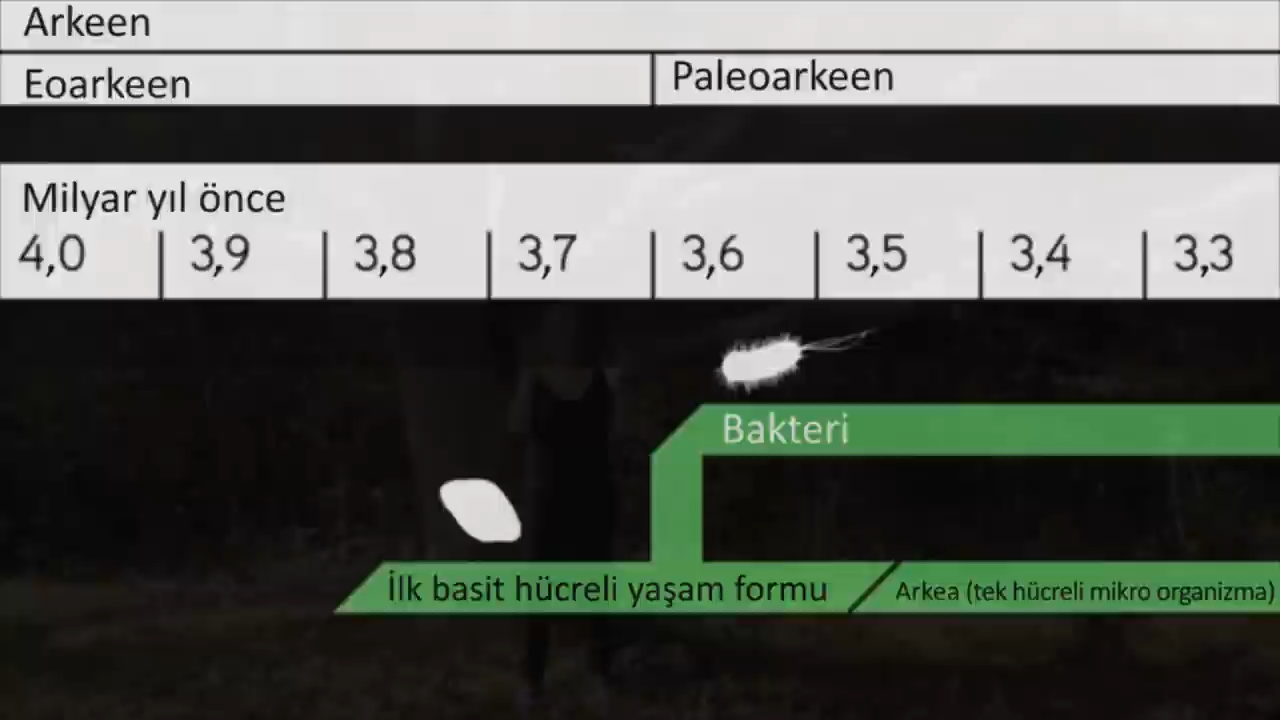 Arkeen
Eoarkeen
Paleoarkeen
Milyar yıl önce
4,0 3,9 3,8 3,7 3,6 3,5 3,4 3,3
Bakteri
İlk basit hücreli yaşam formu
Arkea (tek hücreli mikro organizma)